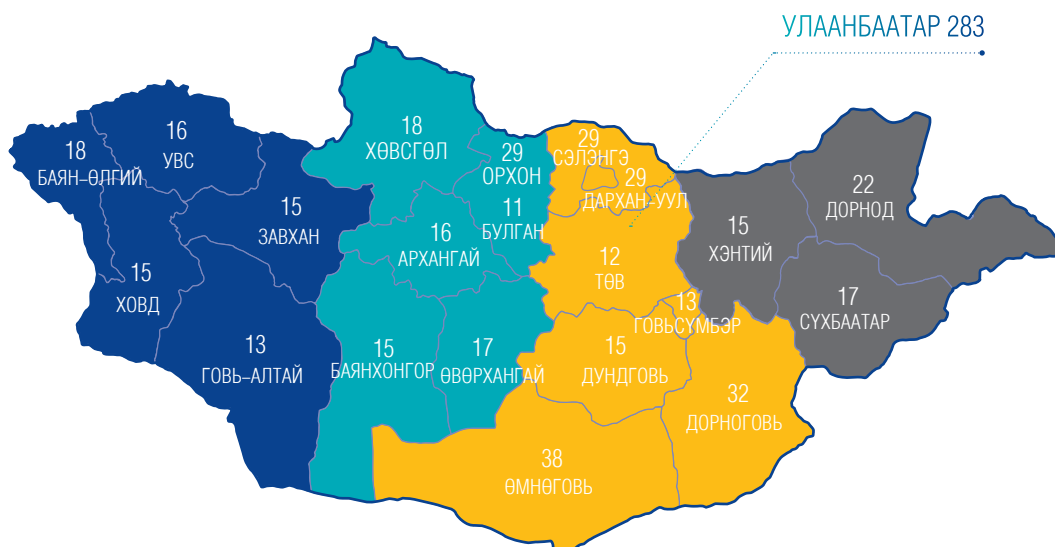 УЛААНБААТАР 283
18
БАЯН-ӨЛГИЙ
16
УВС
15
ХОВД
15
ЗАВХАН
13
ГОВЬ-АЛТАЙ
18
ХӨВСГӨЛ
29
ОРХОН
11
БУЛГАН
16
АРХАНГАЙ
15
БАЯНХОНГОР
17
ӨВӨРХАНГАЙ
29
СЭЛЭНГЭ
29
ДАРХАН-УУЛ
12
ТӨВ
13
ГОВЬСҮМБЭР
15
ДУНДГОВЬ
32
ДОРНОГОВЬ
38
ӨМНӨГОВЬ
15
ХЭНТИЙ
22
ДОРНОД
17
СҮХБААТАР